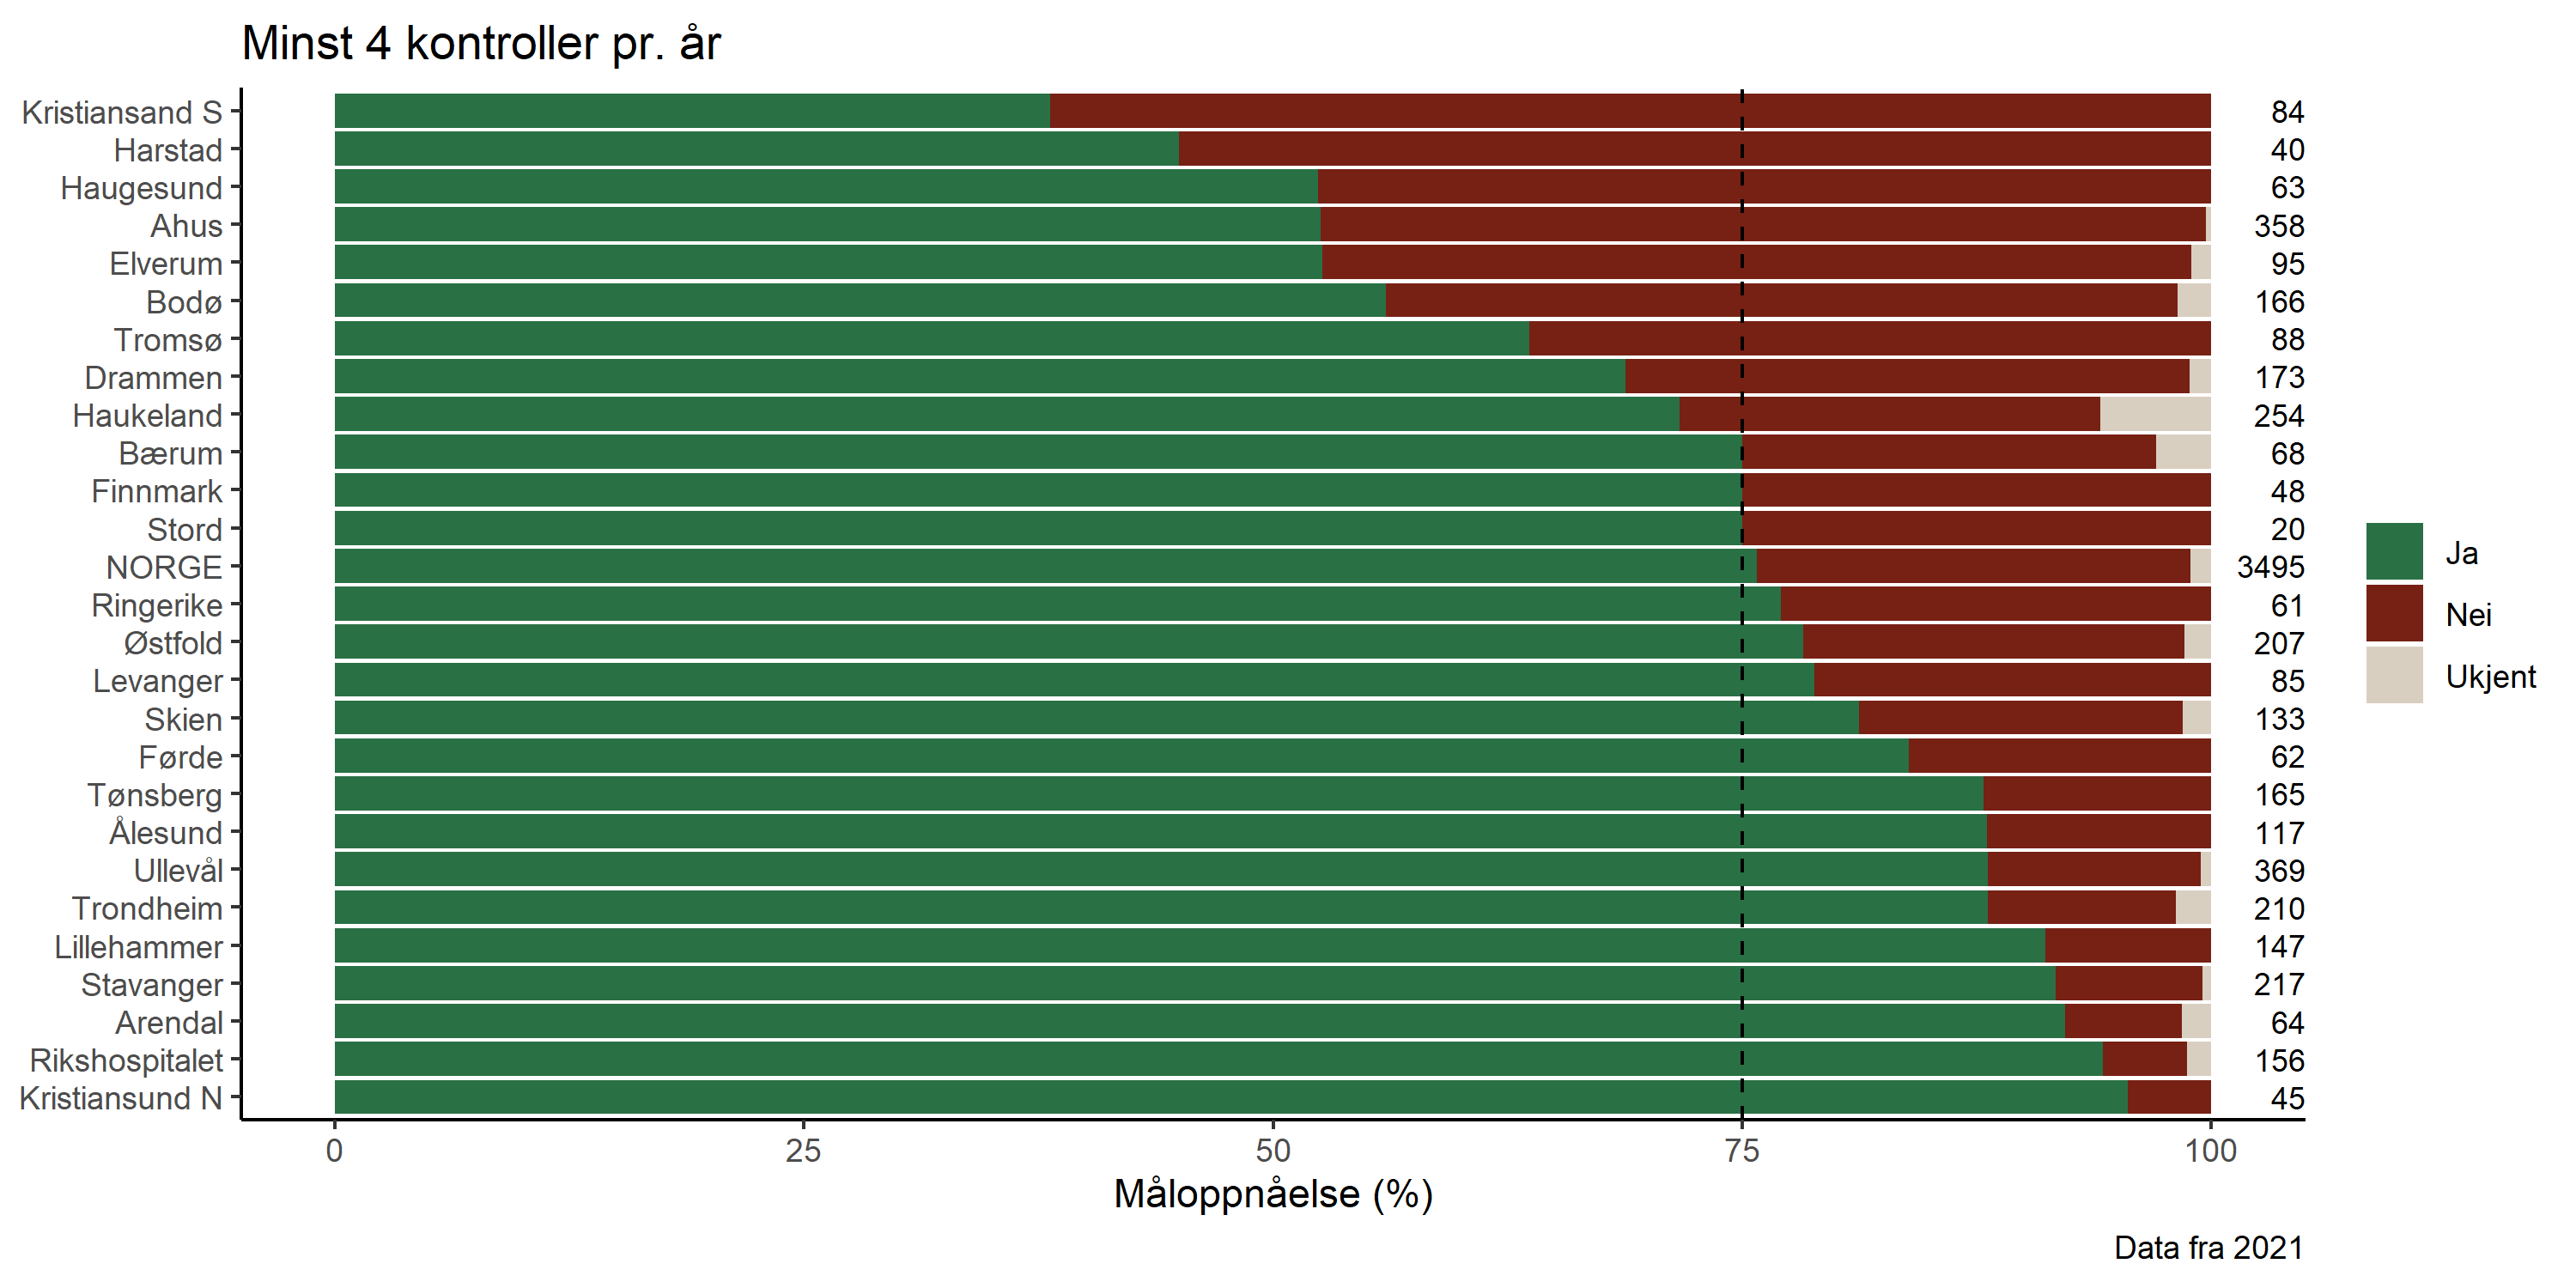 Minst 4 kontroller pr. år
Kristiansand S 84
Harstad 40
Haugesund 63
Ahus 358
Elverum 95
Bodø 166
Tromsø 88
Drammen 173
Haukeland 254
Bærum 68
Finnmark 48
Stord 20
NORGE 3495
Ringerike 61
Østfold 207
Levanger 85
Skien 133
Førde 62
Tønsberg 165
Ålesund 117
Ullevål 369
Trondheim 210
Lillehammer 147
Stavanger 217
Arendal 64
Rikshospitalet 156
Kristiansund N 45
0 25 50 75 100
Måloppnåelse (%)
Data fra 2021
Ja
Nei
Ukjent